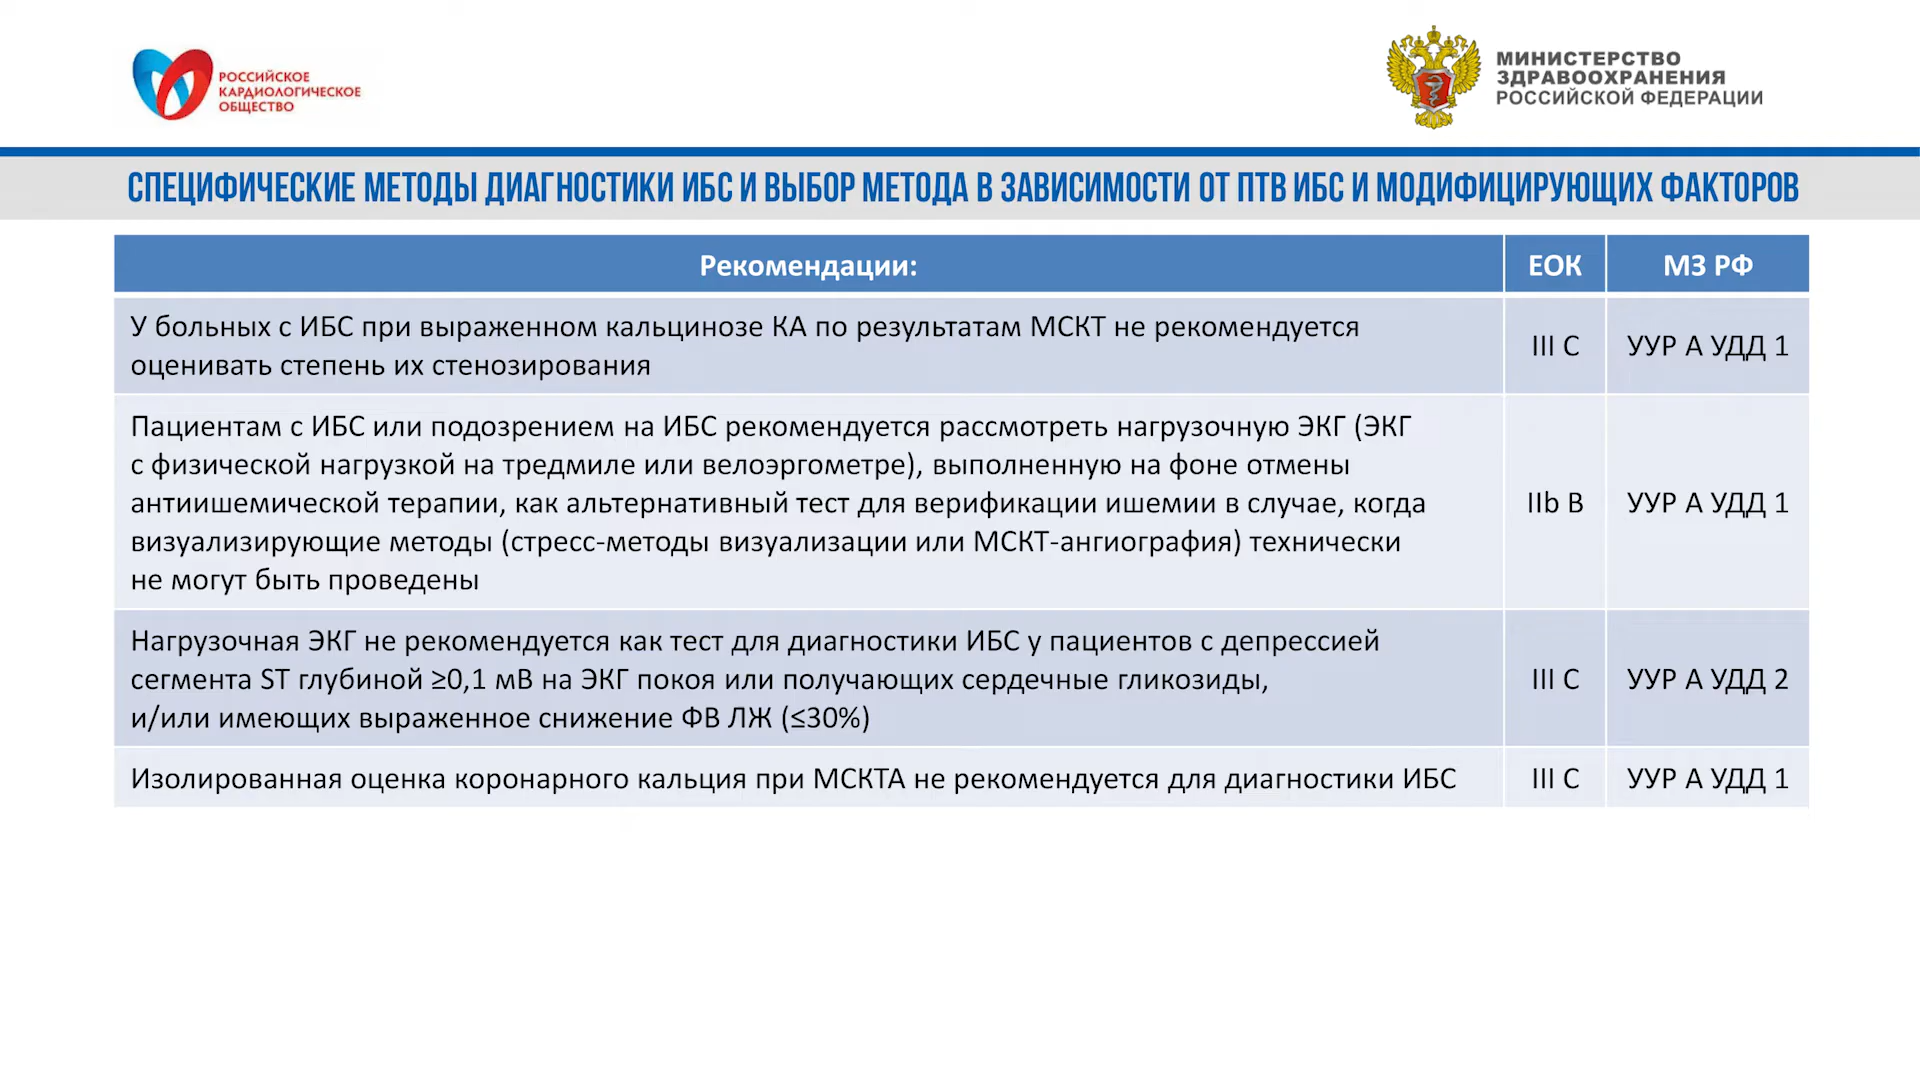 РОССИЙСКОЕ
КАРДИОЛОГИЧЕСКОЕ
ОБЩЕСТВО
МИНИСТЕРСТВО
ЗДРАВООХРАНЕНИЯ
РОССИЙСКОЙ ФЕДЕРАЦИИ
СПЕЦИФИЧЕСКИЕ МЕТОДЫ ДИАГНОСТИКИ ИБС И ВЫБОР МЕТОДА В ЗАВИСИМОСТИ ОТ ПТВ ИБС И МОДИФИЦИРУЮЩИХ ФАКТОРОВ
Рекомендации: ЕОК МЗ РФ
У больных с ИБС при выраженном кальцинозе КА по результатам МСКТ не рекомендуется
оценивать степень их стенозирования
III C УУР А УДД 1
Пациентам с ИБС или подозрением на ИБС рекомендуется рассмотреть нагрузочную ЭКГ (ЭКГ
с физической нагрузкой на тредмиле или велоэргометре), выполненную на фоне отмены
антиишемической терапии, как альтернативный тест для верификации ишемии в случае, когда
визуализирующие методы (стресс-методы визуализации или МСКТ-ангиография) технически
не могут быть проведены
IIb B УУР А УДД 1
Нагрузочная ЭКГ не рекомендуется как тест для диагностики ИБС у пациентов с депрессией
сегмента ST глубиной ≥0,1 мВ на ЭКГ покоя или получающих сердечные гликозиды,
и/или имеющих выраженное снижение ФВ ЛЖ (≤30%)
III C УУР А УДД 2
Изолированная оценка коронарного кальция при МСКТА не рекомендуется для диагностики ИБС III C УУР А УДД 1